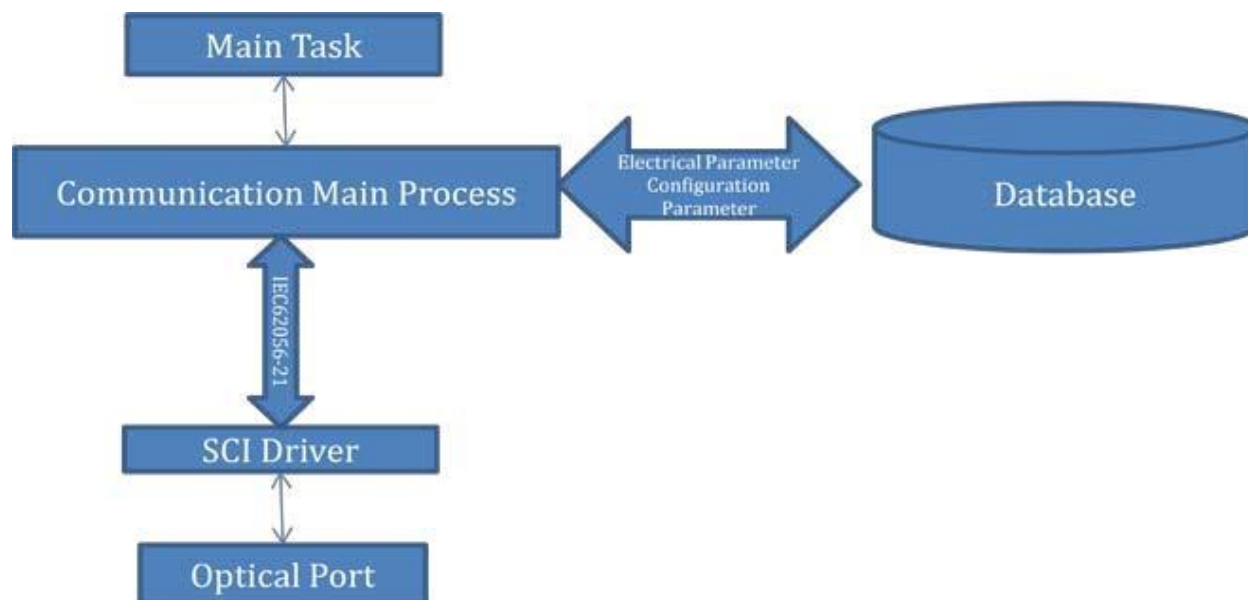 Main Task
Communication Main Process
Electrical Parameter
Configuration
Parameter
Database
IEC62056-21
SCI Driver
Optical Port